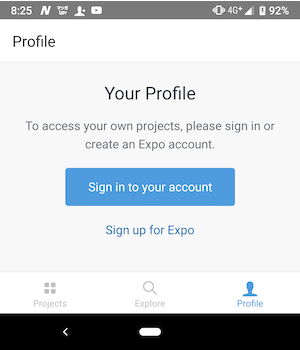 8:25 4G 92%
Profile
Your Profile
To access your own projects, please sign in or
create an Expo account.
Sign in to your account
Sign up for Expo
Projects Explore Profile